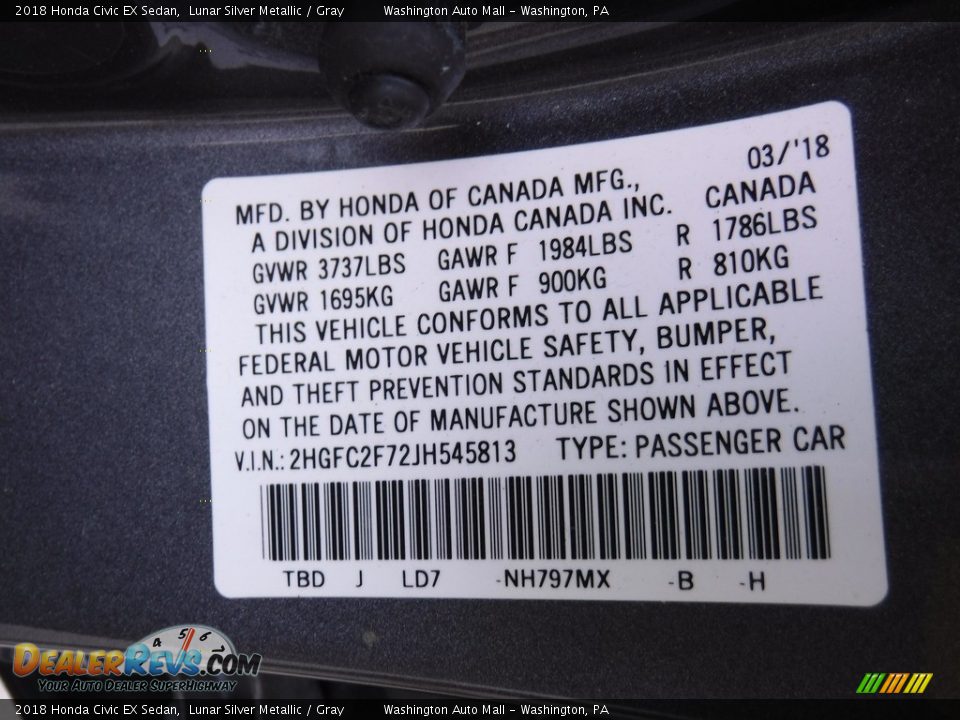 2018 Honda Civic EX Sedan,  Lunar Silver Metallic / Gray    Washington Auto Mall - Washington, PA
03/'18
MFD. BY HONDA OF CANADA MFG., CANADA
A DIVISION OF HONDA CANADA INC.
GVWR 3737LBS GAWR F 1984LBS R 1786LBS
GVWR 1695KG GAWR F 900KG R 810KG
THIS VEHICLE CONFORMS TO ALL APPLICABLE
FEDERAL MOTOR VEHICLE SAFETY, BUMPER,
AND THEFT PREVENTION STANDARDS IN EFFECT
ON THE DATE OF MANUFACTURE SHOWN ABOVE.
V.I.N.: 2HGFC2F72JH545813 TYPE: PASSENGER CAR
TBD J LD7 -NH797MX -B -H
4 5 6 7
DEALERREVS.COM
YOUR AUTO DEALER SUPERHIGHWAY
2018 Honda Civic EX Sedan,  Lunar Silver Metallic / Gray    Washington Auto Mall - Washington, PA